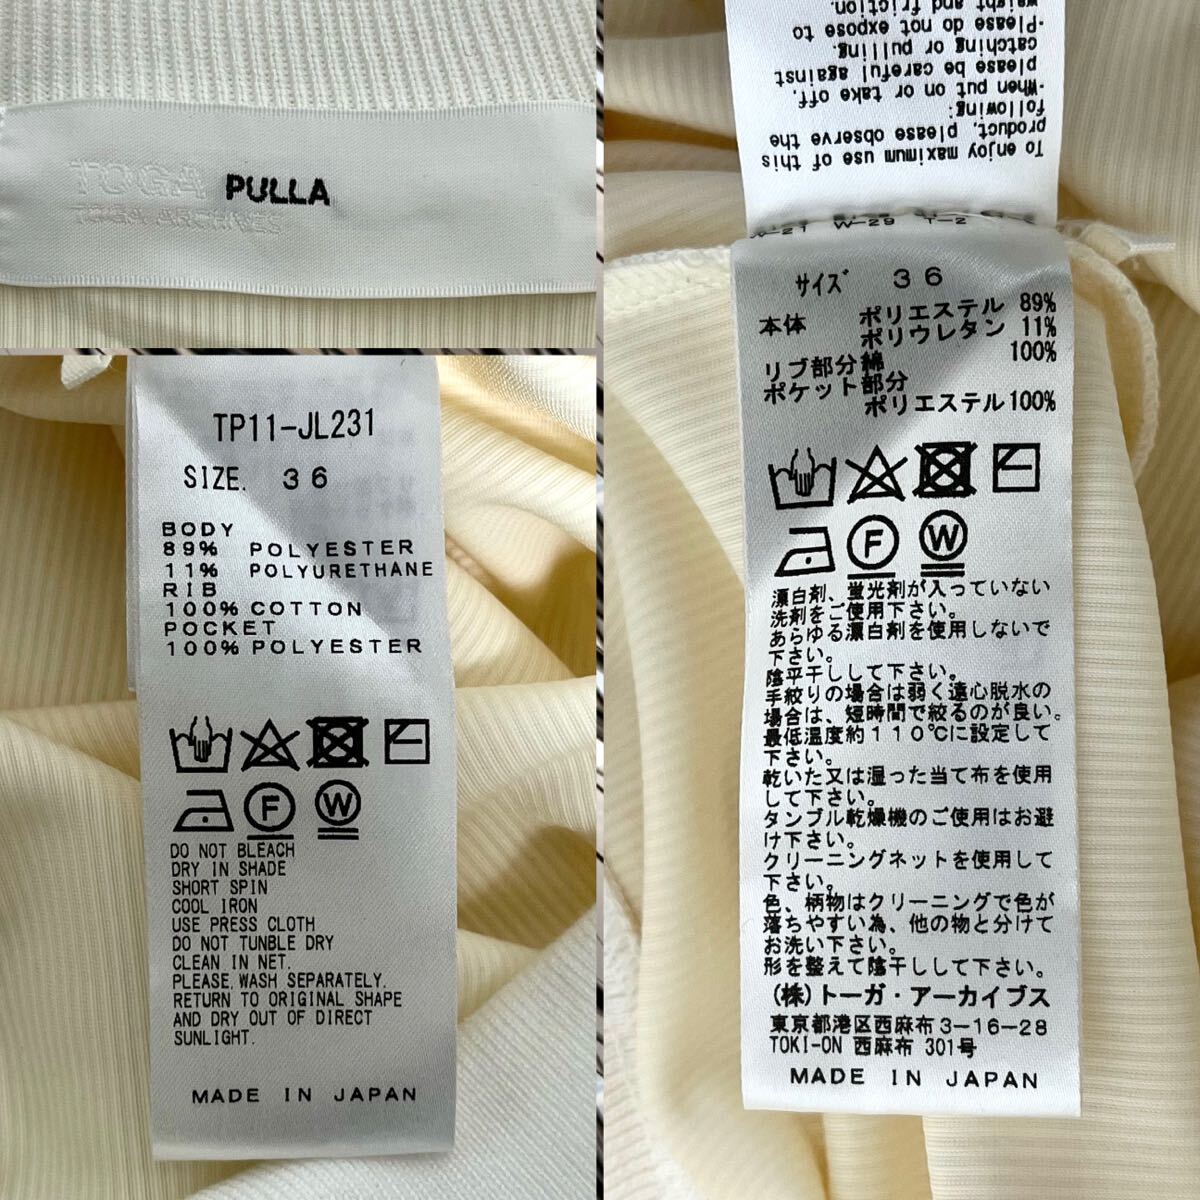 TOGA PULLA
TP11-JL231
SIZE. 36
BODY
89% POLYESTER
11% POLYURETHANE
RIB
100% COTTON
POCKET
100% POLYESTER
F W
DO NOT BLEACH
DRY IN SHADE
SHORT SPIN
COOL IRON
USE PRESS CLOTH
DO NOT TUNBLE DRY
CLEAN IN NET.
PLEASE,WASH SEPARATELY.
RETURN TO ORIGINAL SHAPE
AND DRY OUT OF DIRECT
SUNLIGHT.
MADE IN JAPAN
To enjoy maximum use of this
product, please observe the
following:
・When put on or take off,
please be careful against
catching or pulling.
・Please do not expose to
weight and friction.
W-21 W-29 T-2
サイズ 36
本体 ポリエステル 89%
ポリウレタン 11%
リブ部分 綿 100%
ポケット部分
ポリエステル 100%
F W
漂白剤、蛍光剤が入っていない
洗剤をご使用下さい。
あらゆる漂白剤を使用しないで
下さい。
陰平干しして下さい。
手絞りの場合は弱く遠心脱水の
場合は、短時間で絞るのが良い。
最低温度約110℃に設定して
下さい。
乾いた又は湿った当て布を使用
して下さい。
タンブル乾燥機のご使用はお避
け下さい。
クリーニングネットを使用して
下さい。
色、柄物はクリーニングで色が
落ちやすい為、他の物と分けて
お洗い下さい。
形を整えて陰干しして下さい。
(株)トーガ・アーカイブス
東京都港区西麻布3-16-28
TOKI-ON 西麻布 301号
MADE IN JAPAN